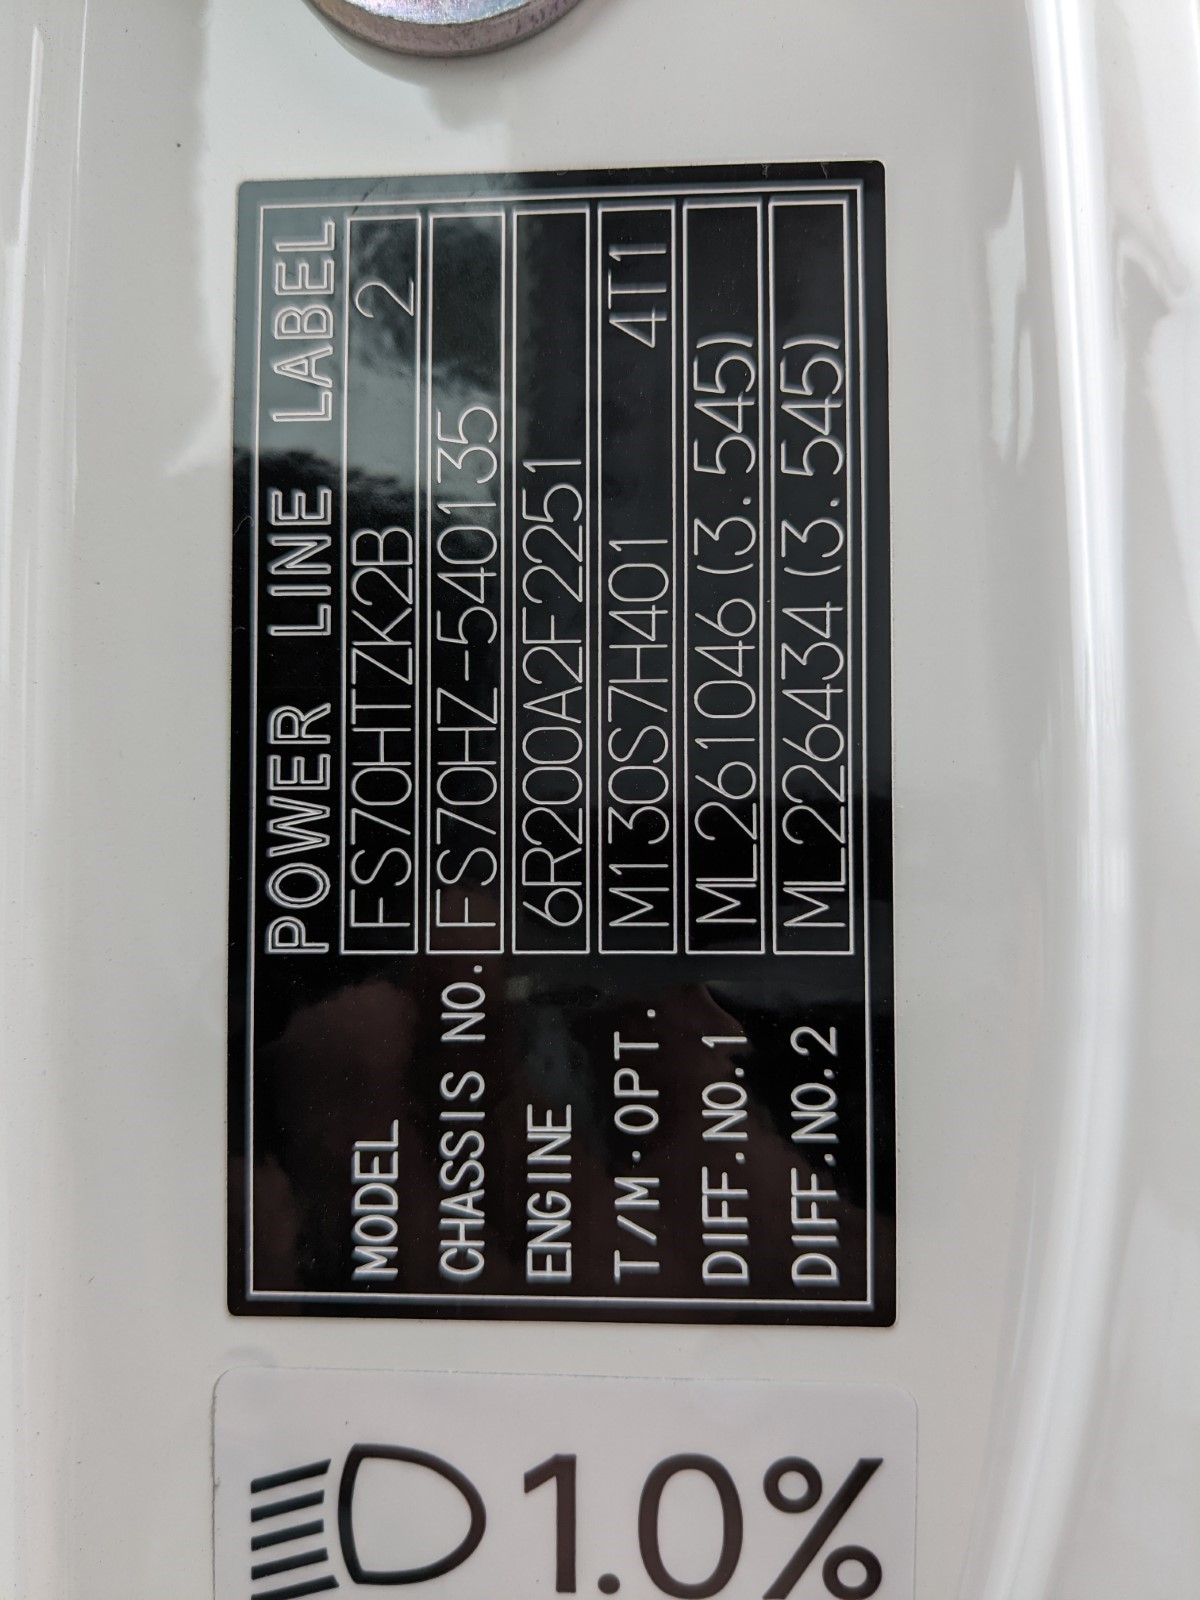 POWER LINE LABEL
MODEL FS70HTZK2B 2
CHASSIS NO. FS70HZ-540135
ENGINE 6R200A2F2251
T/M·OPT. M130S7H401 4T1
DIFF.NO.1 ML261046 (3.545)
DIFF.NO.2 ML226434 (3.545)
1.0%